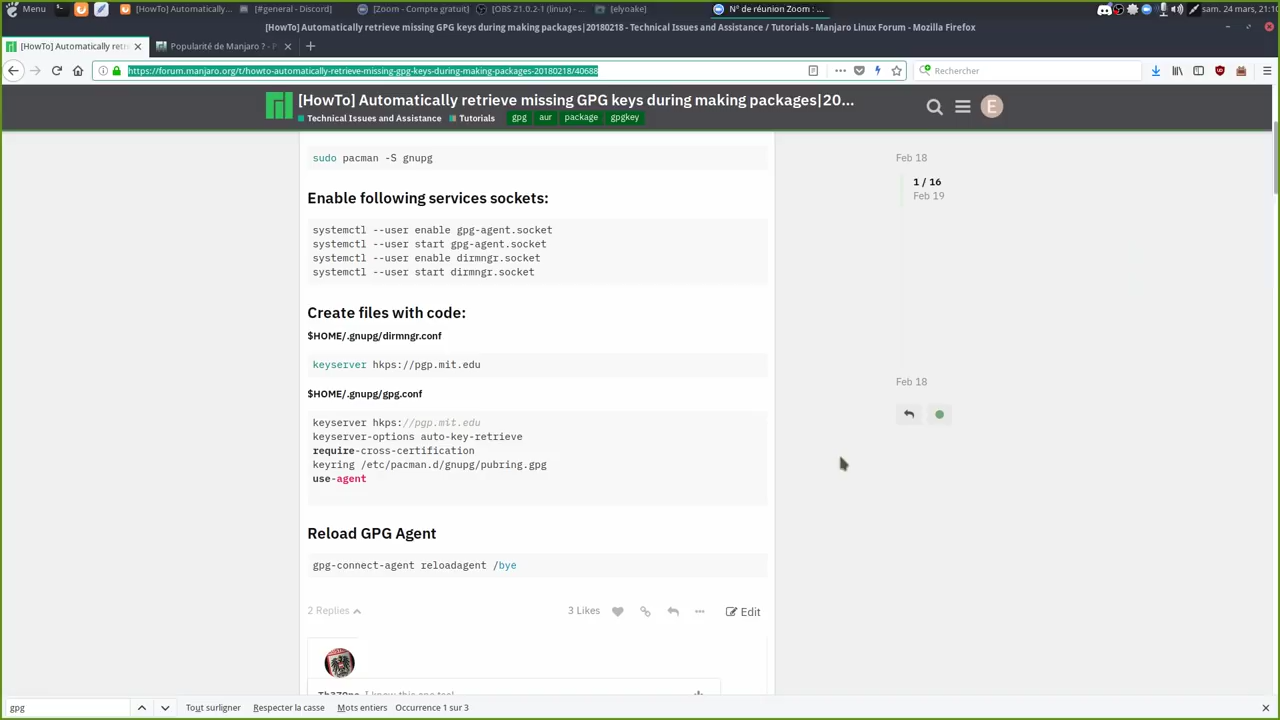 Menu [HowTo] Automatically... [#general - Discord] [Zoom - Compte gratuit] [OBS 21.0.2-1 (linux) - ... [elyoake] N° de réunion Zoom : ... sam. 24 mars, 21:10
[HowTo] Automatically retrieve missing GPG keys during making packages|20180218 - Technical Issues and Assistance / Tutorials - Manjaro Linux Forum - Mozilla Firefox
[HowTo] Automatically retri Popularité de Manjaro ? - P
https://forum.manjaro.org/t/howto-automatically-retrieve-missing-gpg-keys-during-making-packages-20180218/40688 Rechercher
[HowTo] Automatically retrieve missing GPG keys during making packages|20...
Technical Issues and Assistance Tutorials gpg aur package gpgkey
E
sudo pacman -S gnupg
Enable following services sockets:
systemctl --user enable gpg-agent.socket
systemctl --user start gpg-agent.socket
systemctl --user enable dirmngr.socket
systemctl --user start dirmngr.socket
Create files with code:
$HOME/.gnupg/dirmngr.conf
keyserver hkps://pgp.mit.edu
$HOME/.gnupg/gpg.conf
keyserver hkps://pgp.mit.edu
keyserver-options auto-key-retrieve
require-cross-certification
keyring /etc/pacman.d/gnupg/pubring.gpg
use-agent
Reload GPG Agent
gpg-connect-agent reloadagent /bye
2 Replies 3 Likes Edit
Feb 18
1 / 16
Feb 19
Feb 18
gpg Tout surligner Respecter la casse Mots entiers Occurrence 1 sur 3